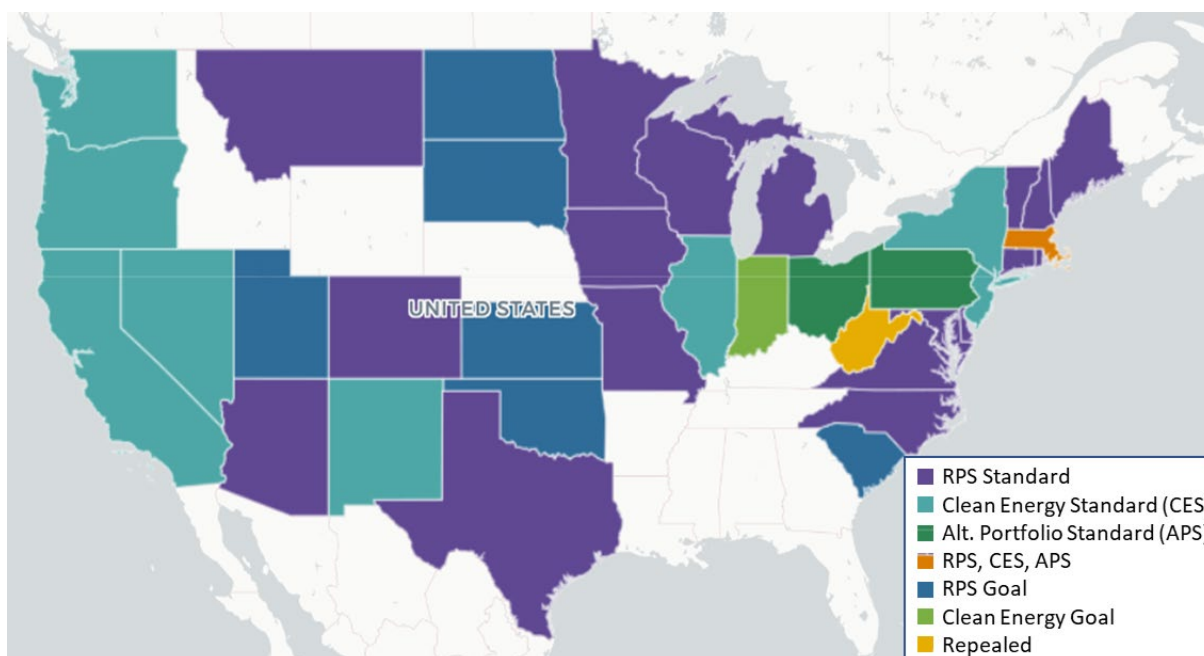 UNITED STATES
RPS Standard
Clean Energy Standard (CES
Alt. Portfolio Standard (APS)
RPS, CES, APS
RPS Goal
Clean Energy Goal
Repealed